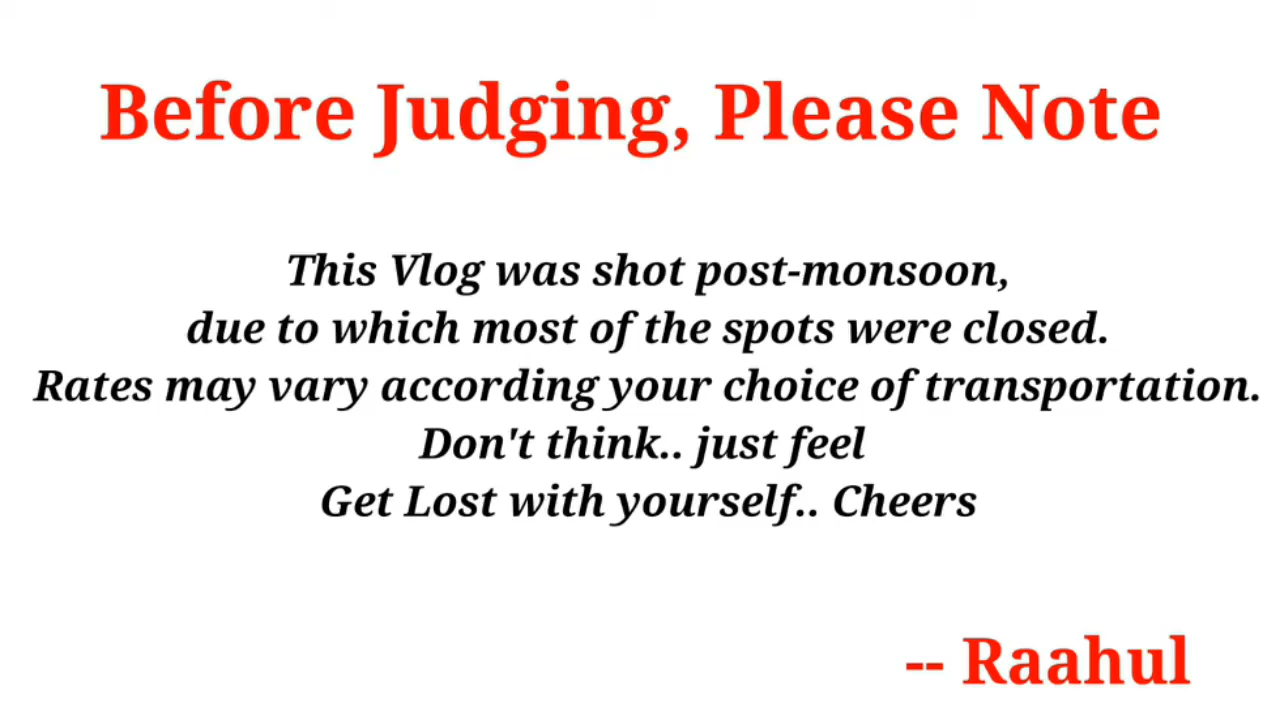 Before Judging, Please Note
This Vlog was shot post-monsoon,
due to which most of the spots were closed.
Rates may vary according your choice of transportation.
Don't think.. just feel
Get Lost with yourself.. Cheers
-- Raahul